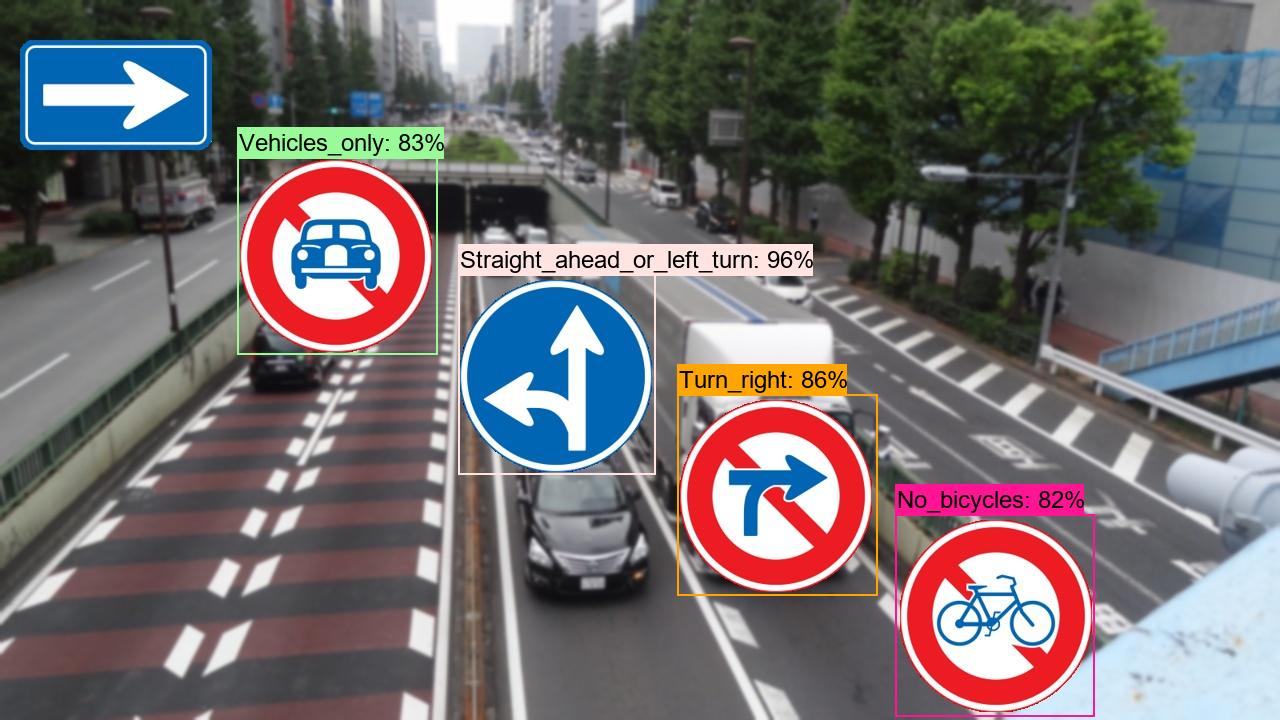 Vehicles_only: 83%
Straight_ahead_or_left_turn: 96%
Turn_right: 86%
No_bicycles: 82%